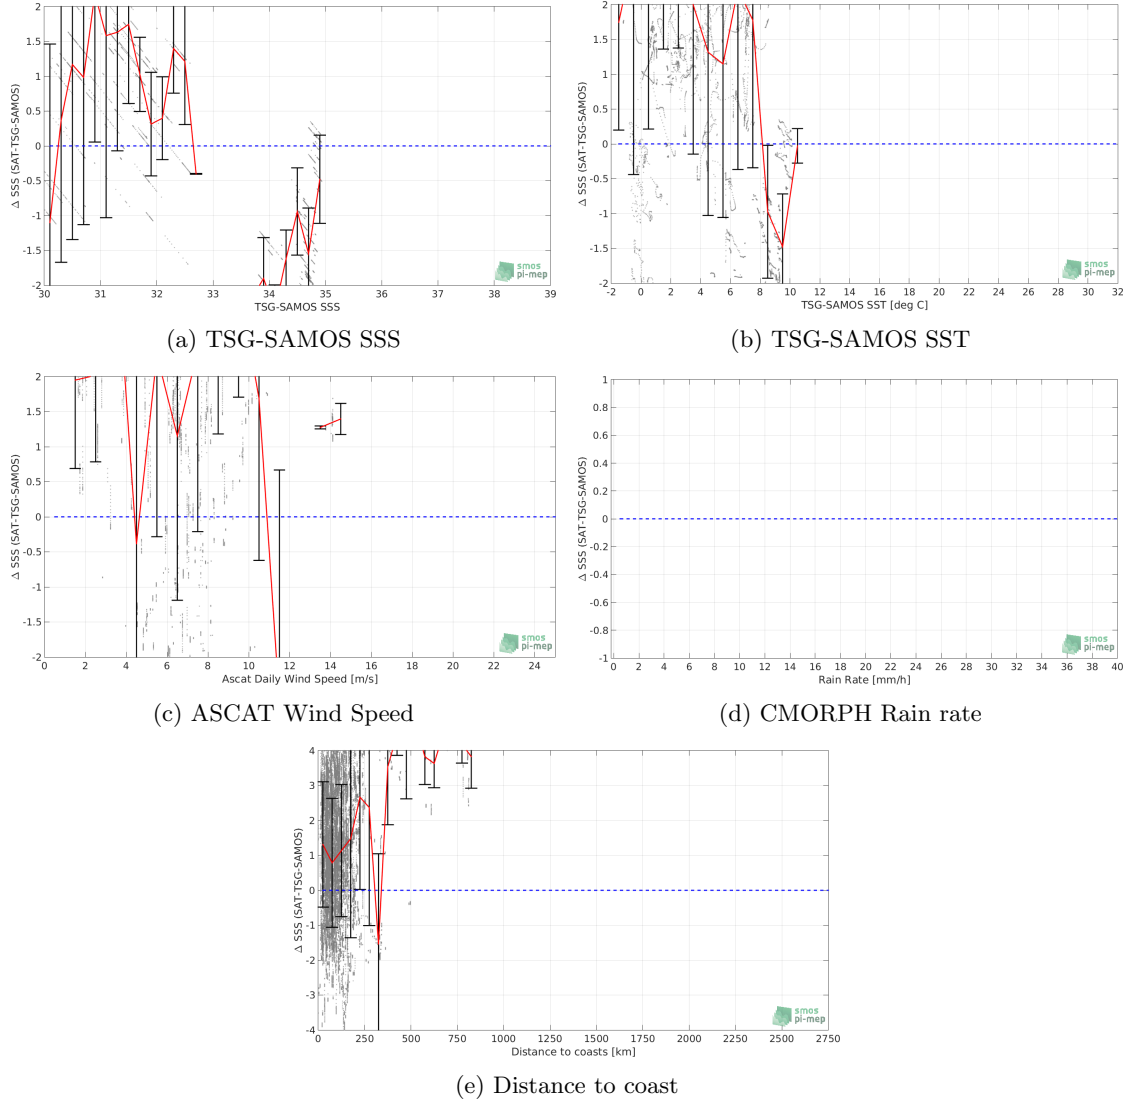 2
1.5
1
0.5
0
-0.5
-1
-1.5
-2
Δ SSS (SAT-TSG-SAMOS)
30 31 32 33 34 35 36 37 38 39
TSG-SAMOS SSS
smos
pi-mep
(a) TSG-SAMOS SSS
2
1.5
1
0.5
0
-0.5
-1
-1.5
-2
Δ SSS (SAT-TSG-SAMOS)
-2 0 2 4 6 8 10 12 14 16 18 20 22 24 26 28 30 32
TSG-SAMOS SST [deg C]
smos
pi-mep
(b) TSG-SAMOS SST
2
1.5
1
0.5
0
-0.5
-1
-1.5
-2
Δ SSS (SAT-TSG-SAMOS)
0 2 4 6 8 10 12 14 16 18 20 22 24
Ascat Daily Wind Speed [m/s]
smos
pi-mep
(c) ASCAT Wind Speed
1
0.8
0.6
0.4
0.2
0
-0.2
-0.4
-0.6
-0.8
-1
Δ SSS (SAT-TSG-SAMOS)
0 2 4 6 8 10 12 14 16 18 20 22 24 26 28 30 32 34 36 38 40
Rain Rate [mm/h]
smos
pi-mep
(d) CMORPH Rain rate
4
3
2
1
0
-1
-2
-3
-4
Δ SSS (SAT-TSG-SAMOS)
0 250 500 750 1000 1250 1500 1750 2000 2250 2500 2750
Distance to coasts [km]
smos
pi-mep
(e) Distance to coast